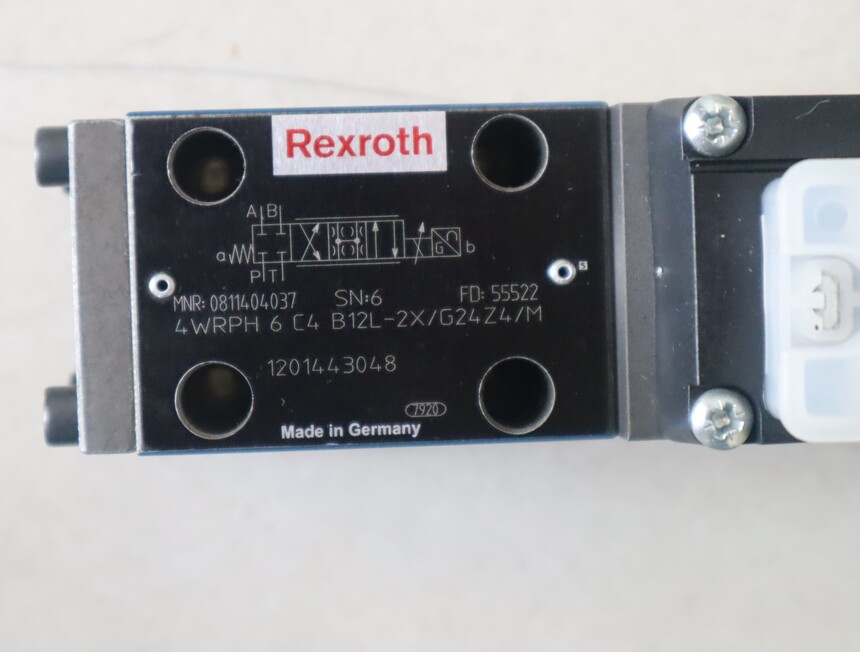 Rexroth
A B
a b
G
P T
MNR: 0811404037 SN:6 FD: 55522
4WRPH 6 C4 B12L-2X/G24Z4/M
1201443048
7920
Made in Germany